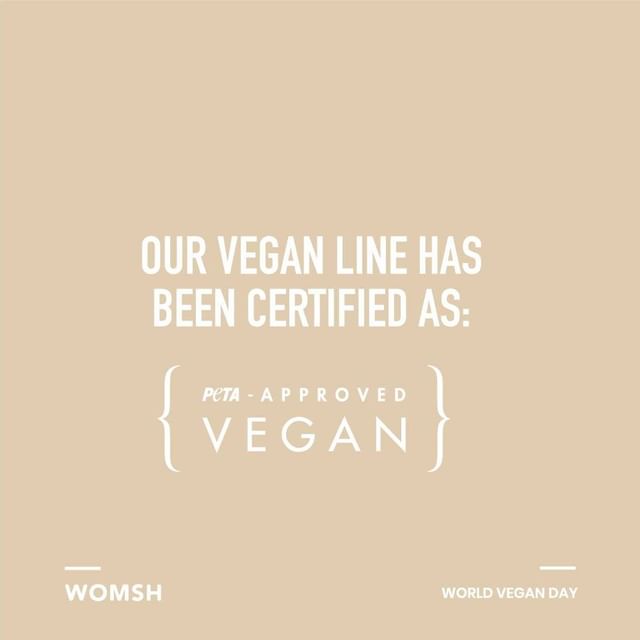 OUR VEGAN LINE HAS
BEEN CERTIFIED AS:
PETA - APPROVED
VEGAN
WOMSH
WORLD VEGAN DAY